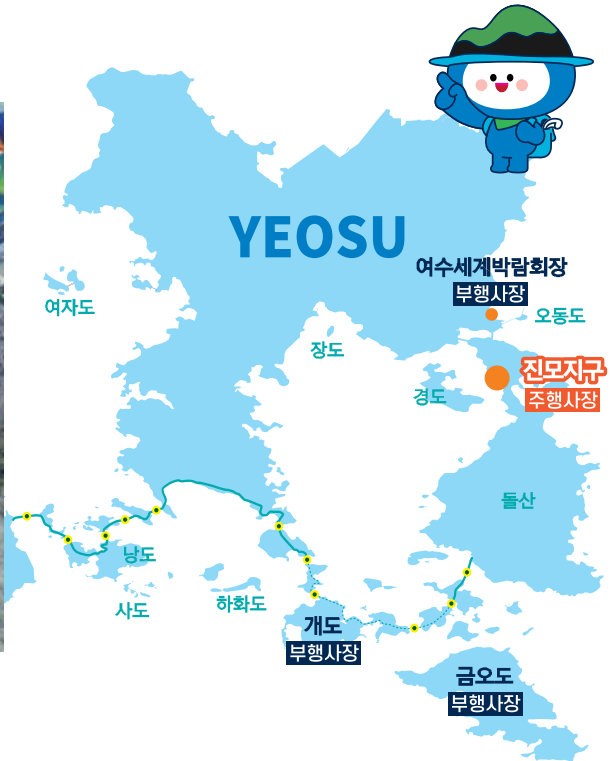 YEOSU
여수세계박람회장
부행사장
여자도
오동도
장도
진모지구
주행사장
경도
돌산
낭도
사도
하화도
개도
부행사장
금오도
부행사장